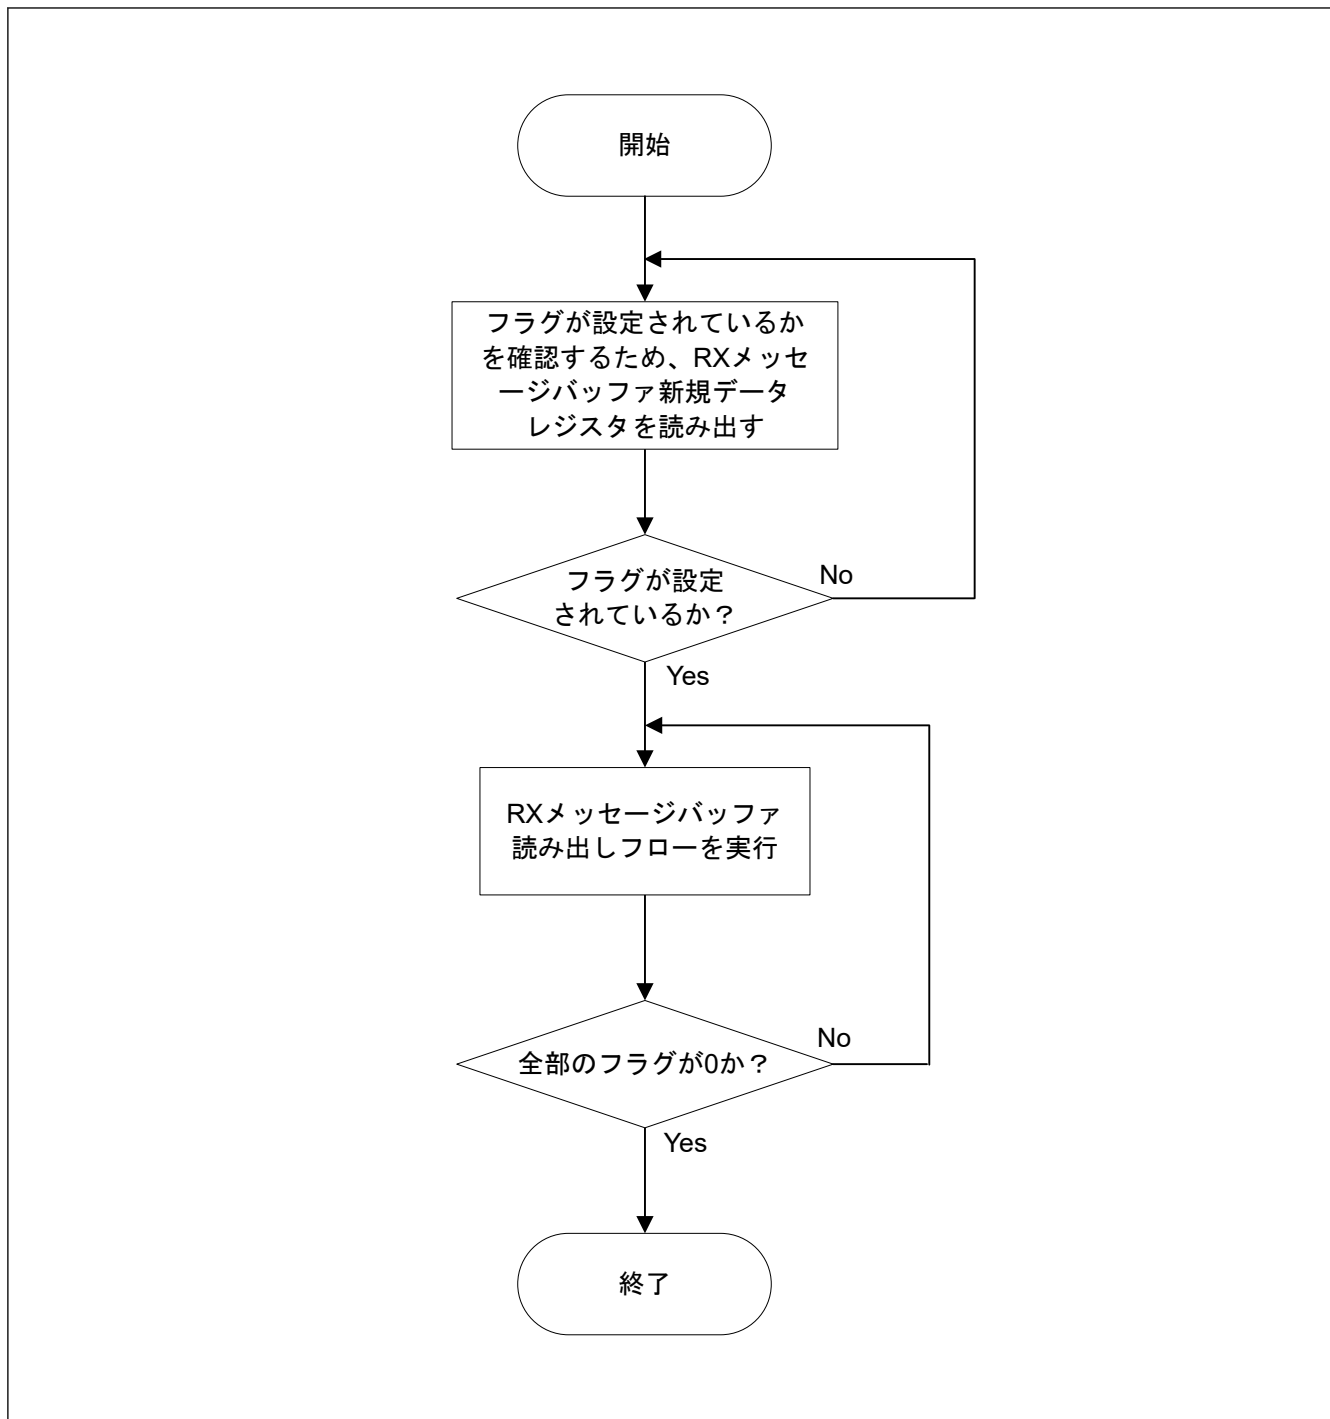 開始
フラグが設定されているか
を確認するため、RXメッセ
ージバッファ新規データ
レジスタを読み出す
フラグが設定
されているか？
No
Yes
RXメッセージバッファ
読み出しフローを実行
全部のフラグが0か？
No
Yes
終了